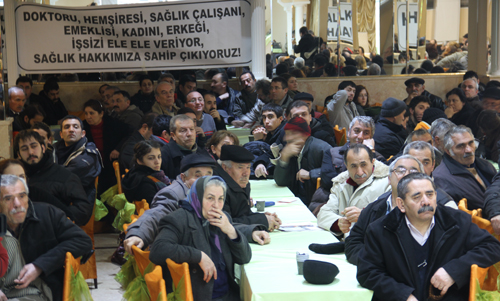 DOKTORU, HEMŞİRESİ, SAĞLIK ÇALIŞANI,
EMEKLİSİ, KADINI, ERKEĞİ,
İŞSİZİ ELE ELE VERİYOR,
SAĞLIK HAKKIMIZA SAHİP ÇIKIYORUZ!